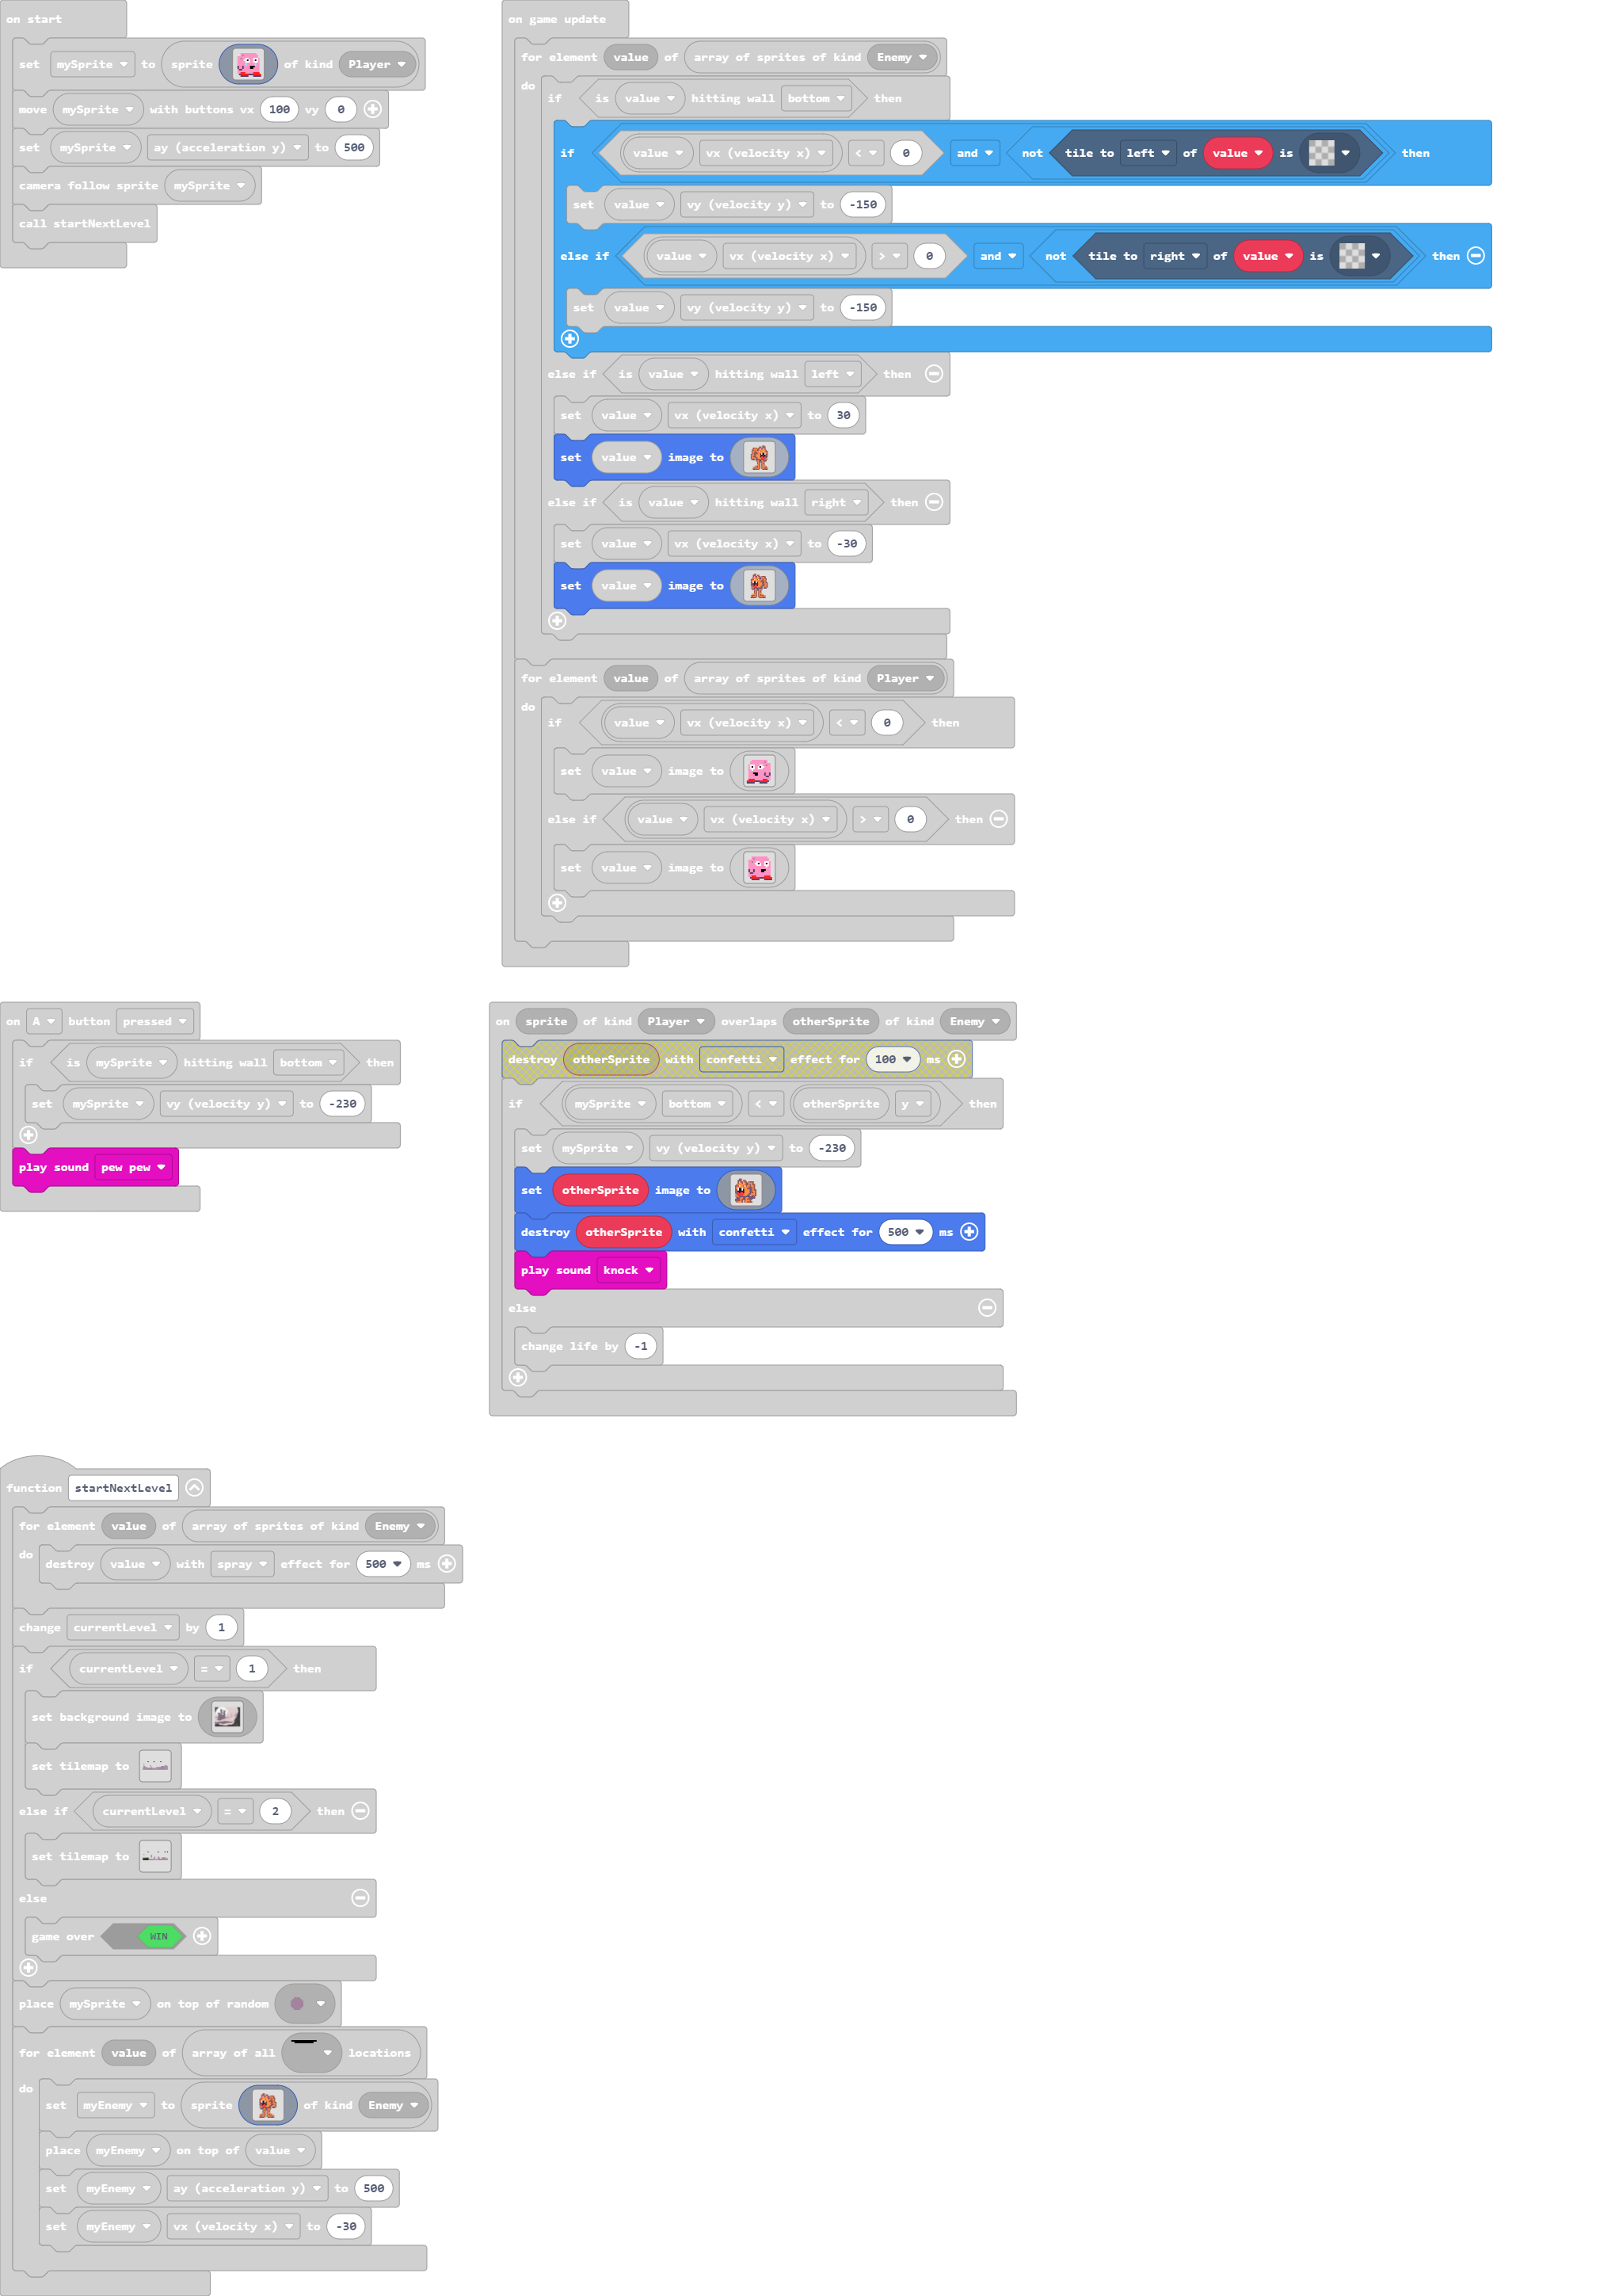 on start
set mySprite to sprite of kind Player
move mySprite with buttons vx 100 vy 0
set mySprite ay (acceleration y) to 500
camera follow sprite mySprite
call startNextLevel
on game update
for element value of array of sprites of kind Enemy
do if is value hitting wall bottom then
if value vx (velocity x) < 0 and not tile to left of value is then
set value vy (velocity y) to -150
else if value vx (velocity x) > 0 and not tile to right of value is then
set value vy (velocity y) to -150
else if is value hitting wall left then
set value vx (velocity x) to 30
set value image to
else if is value hitting wall right then
set value vx (velocity x) to -30
set value image to
for element value of array of sprites of kind Player
do if value vx (velocity x) < 0 then
set value image to
else if value vx (velocity x) > 0 then
set value image to
on A button pressed
if is mySprite hitting wall bottom then
set mySprite vy (velocity y) to -230
play sound pew pew
on sprite of kind Player overlaps otherSprite of kind Enemy
destroy otherSprite with confetti effect for 100 ms
if mySprite bottom < otherSprite y then
set mySprite vy (velocity y) to -230
set otherSprite image to
destroy otherSprite with confetti effect for 500 ms
play sound knock
else
change life by -1
function startNextLevel
for element value of array of sprites of kind Enemy
do destroy value with spray effect for 500 ms
change currentLevel by 1
if currentLevel = 1 then
set background image to
set tilemap to
else if currentLevel = 2 then
set tilemap to
else
game over WIN
place mySprite on top of random
for element value of array of all locations
do set myEnemy to sprite of kind Enemy
place myEnemy on top of value
set myEnemy ay (acceleration y) to 500
set myEnemy vx (velocity x) to -30